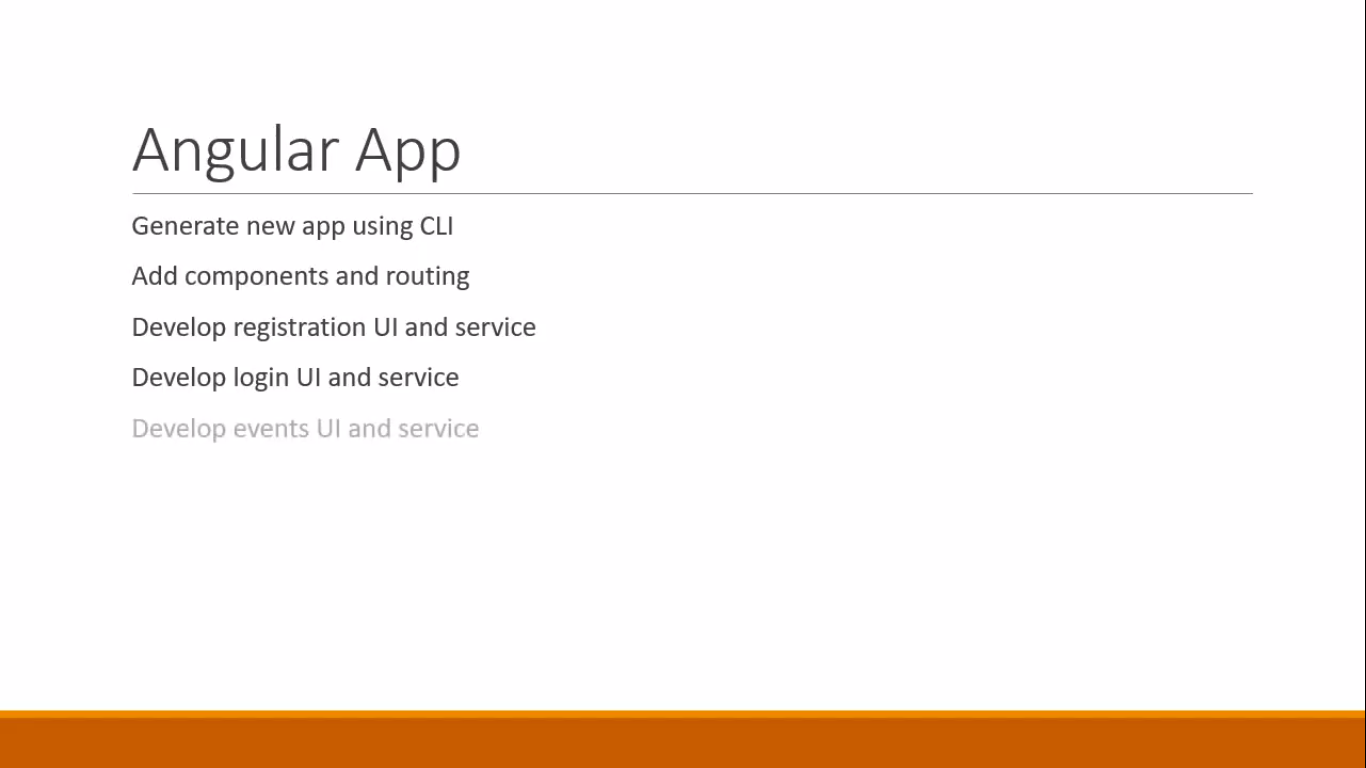 Angular App
Generate new app using CLI
Add components and routing
Develop registration UI and service
Develop login UI and service
Develop events UI and service